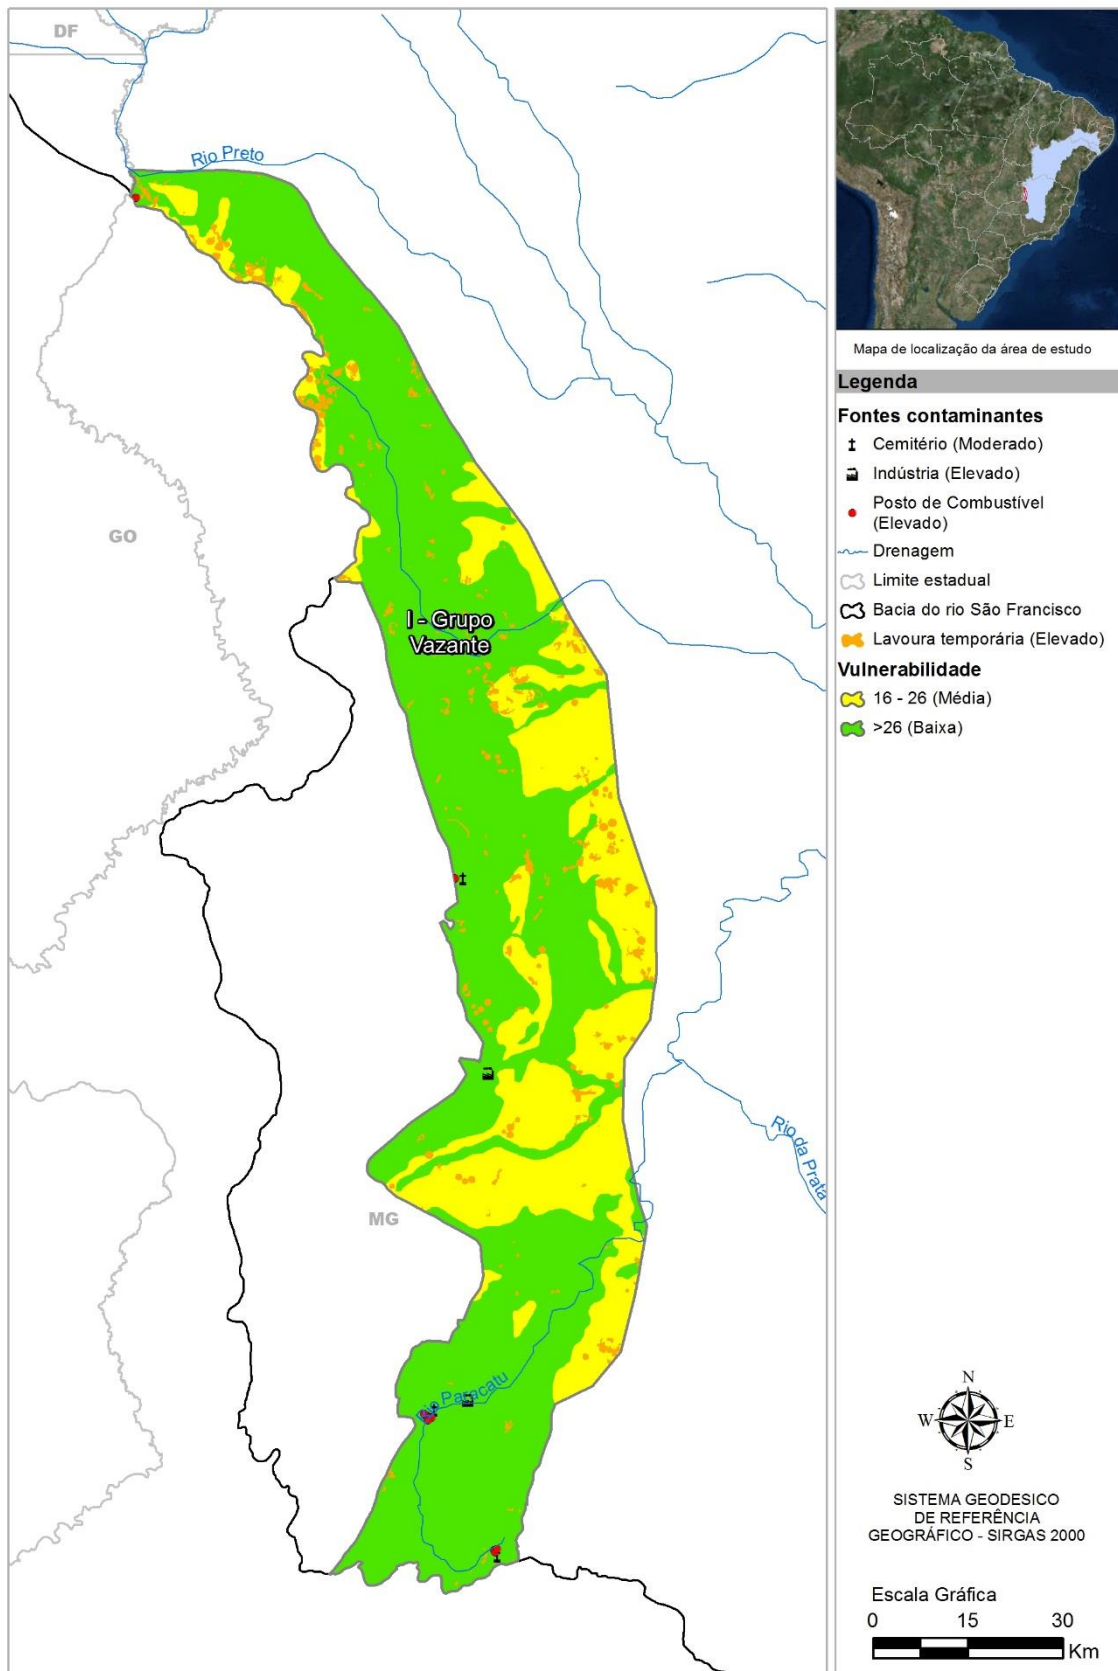 DF
Rio Preto
GO
I - Grupo
Vazante
Rio da Prata
MG
Rio Paracatu
Mapa de localização da área de estudo
Legenda
Fontes contaminantes
Cemitério (Moderado)
Indústria (Elevado)
Posto de Combustível
(Elevado)
Drenagem
Limite estadual
Bacia do rio São Francisco
Lavoura temporária (Elevado)
Vulnerabilidade
16 - 26 (Média)
>26 (Baixa)
N
W
E
S
SISTEMA GEODESICO
DE REFERÊNCIA
GEOGRÁFICO - SIRGAS 2000
Escala Gráfica
0 15 30
Km